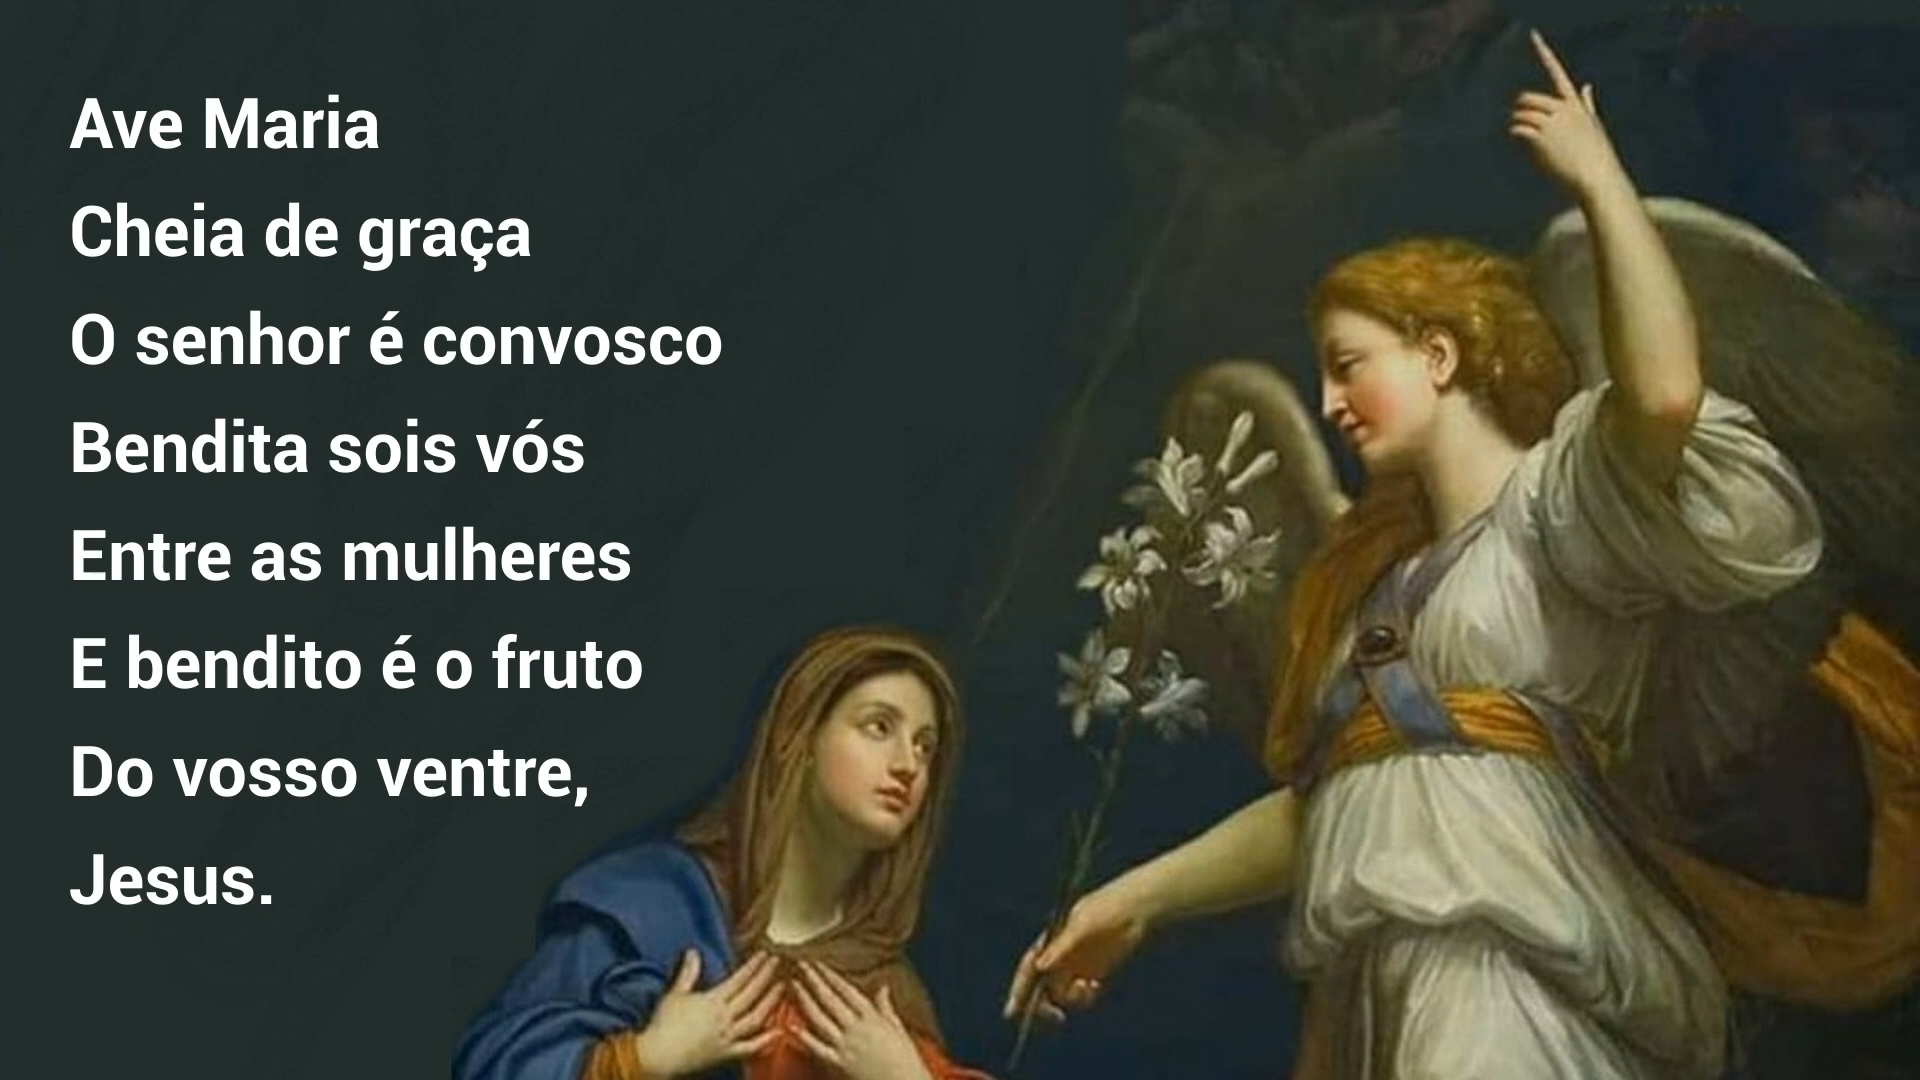 Ave Maria
Cheia de graça
O senhor é convosco
Bendita sois vós
Entre as mulheres
E bendito é o fruto
Do vosso ventre,
Jesus.